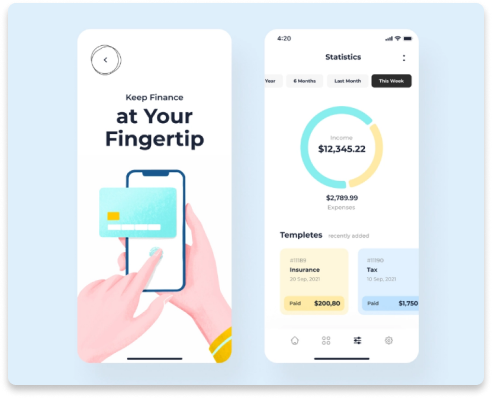 Keep Finance
at Your
Fingertip
4:20
Statistics
Year
6 Months
Last Month
This Week
Income
$12,345.22
$2,789.99
Expenses
Templetes recently added
Insurance
20 Sep, 2021
Paid $200,80
Tax
10 Sep, 2021
Paid $1,750